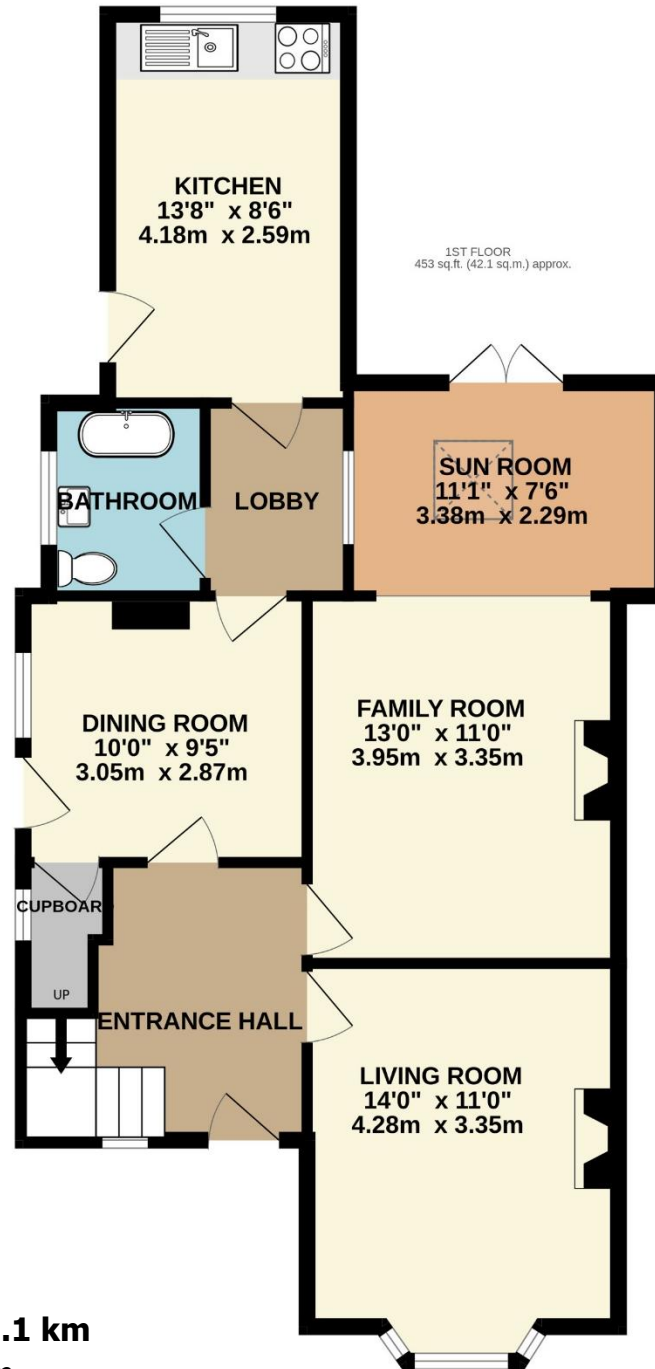 KITCHEN
13'8" x 8'6"
4.18m x 2.59m
1ST FLOOR
453 sq.ft. (42.1 sq.m.) approx.
BATHROOM
LOBBY
SUN ROOM
11'1" x 7'6"
3.38m x 2.29m
DINING ROOM
10'0" x 9'5"
3.05m x 2.87m
FAMILY ROOM
13'0" x 11'0"
3.95m x 3.35m
CUPBOARD
UP
ENTRANCE HALL
LIVING ROOM
14'0" x 11'0"
4.28m x 3.35m
.1 km